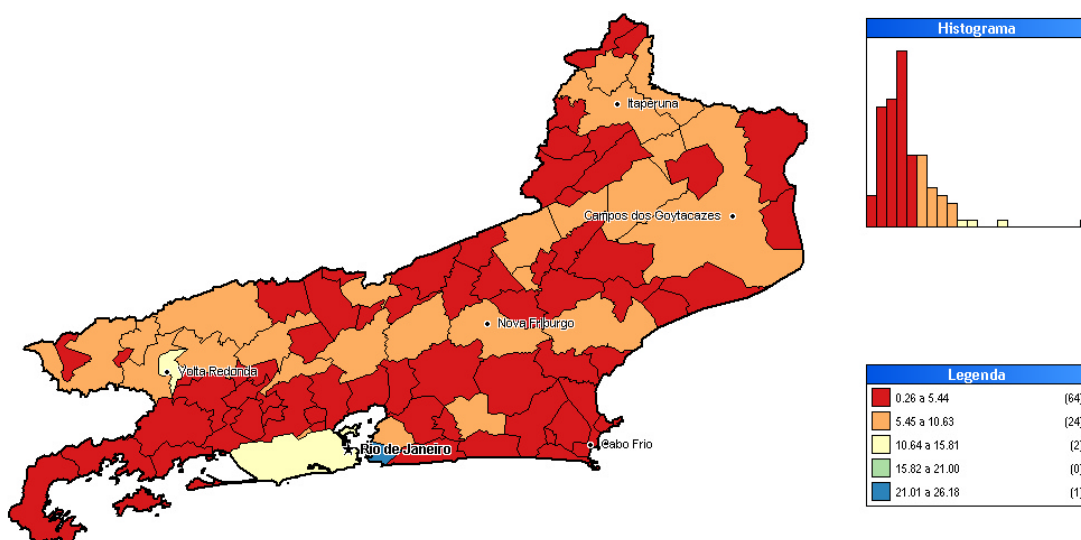 Histograma
Itaperuna
Campos dos Goytacazes
Nova Friburgo
Volta Redonda
Legenda
0.26 a 5.44 (64)
5.45 a 10.63 (24)
10.64 a 15.81 (2)
15.82 a 21.00 (0)
21.01 a 26.18 (1)
Cabo Frio
Rio de Janeiro